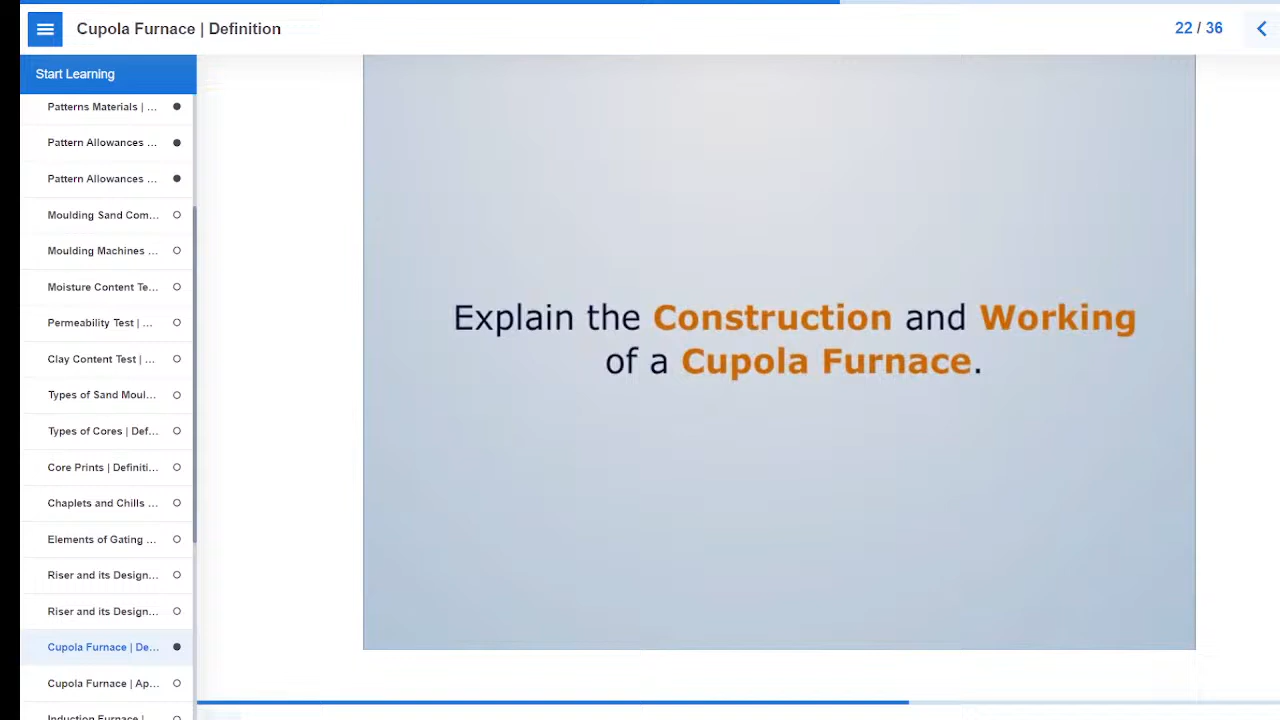 Cupola Furnace | Definition
22 / 36
Start Learning
Patterns Materials | ...
Pattern Allowances ...
Pattern Allowances ...
Moulding Sand Com...
Moulding Machines ...
Moisture Content Te...
Permeability Test | ...
Clay Content Test | ...
Types of Sand Moul...
Types of Cores | Def...
Core Prints | Definiti...
Chaplets and Chills ...
Elements of Gating ...
Riser and its Design...
Riser and its Design...
Cupola Furnace | De...
Cupola Furnace | Ap...
Induction Furnace |
Explain the Construction and Working
of a Cupola Furnace.